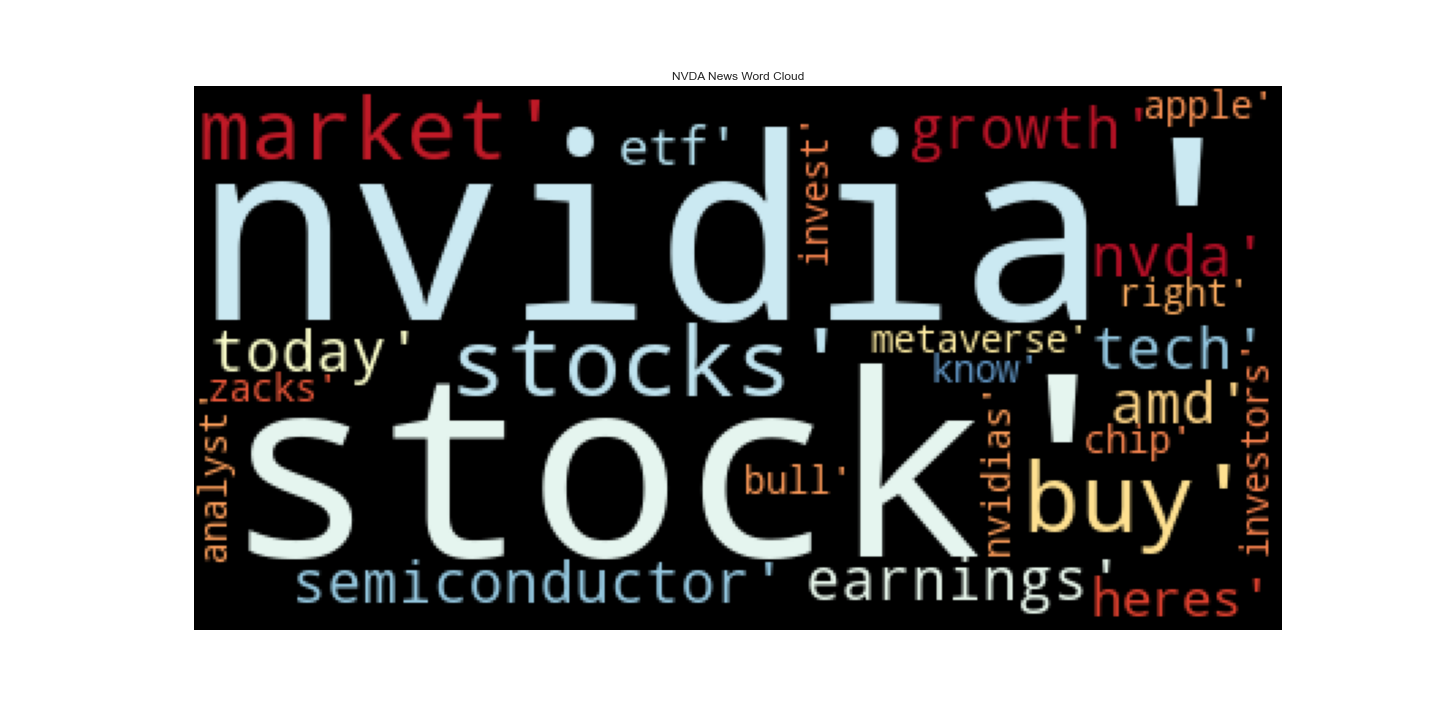 NVDA News Word Cloud
market'
etf'
invest'
growth'
apple'
nvidia'
nvda'
right'
today'
stocks'
metaverse'
know'
tech'
zacks'
analyst'
stock'
bull'
nvidias'
amd'
chip'
buy'
investors'
semiconductor'
earnings'
heres'